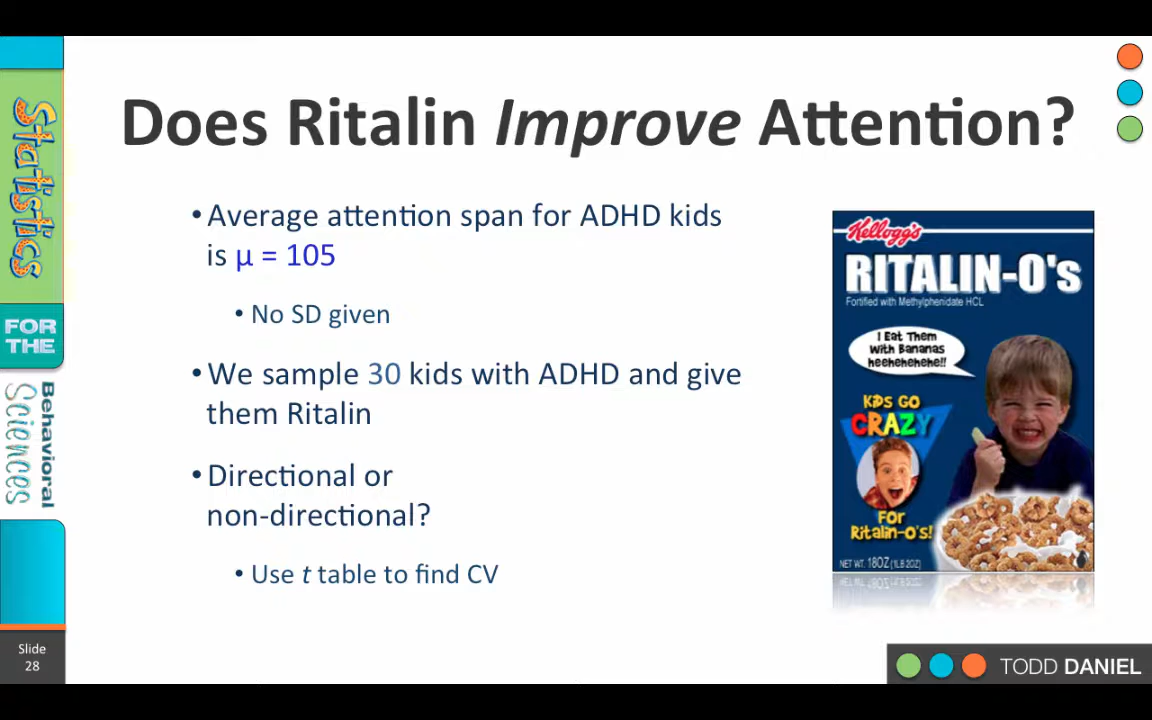 Does Ritalin Improve Attention?
•Average attention span for ADHD kids
is µ = 105
• No SD given
•We sample 30 kids with ADHD and give
them Ritalin
•Directional or
non-directional?
• Use t table to find CV
Kellogg's
RITALIN-O's
Fortified with Methylphenidate HCL
I Eat Them
With Bananas
heehehehehe!!
KiDS GO
CRAZY
FOR
Ritalin-O's!
NET WT. 18OZ (1LB 2OZ)
Statistics
FOR
THE
Behavioral
Sciences
Slide
28
TODD DANIEL